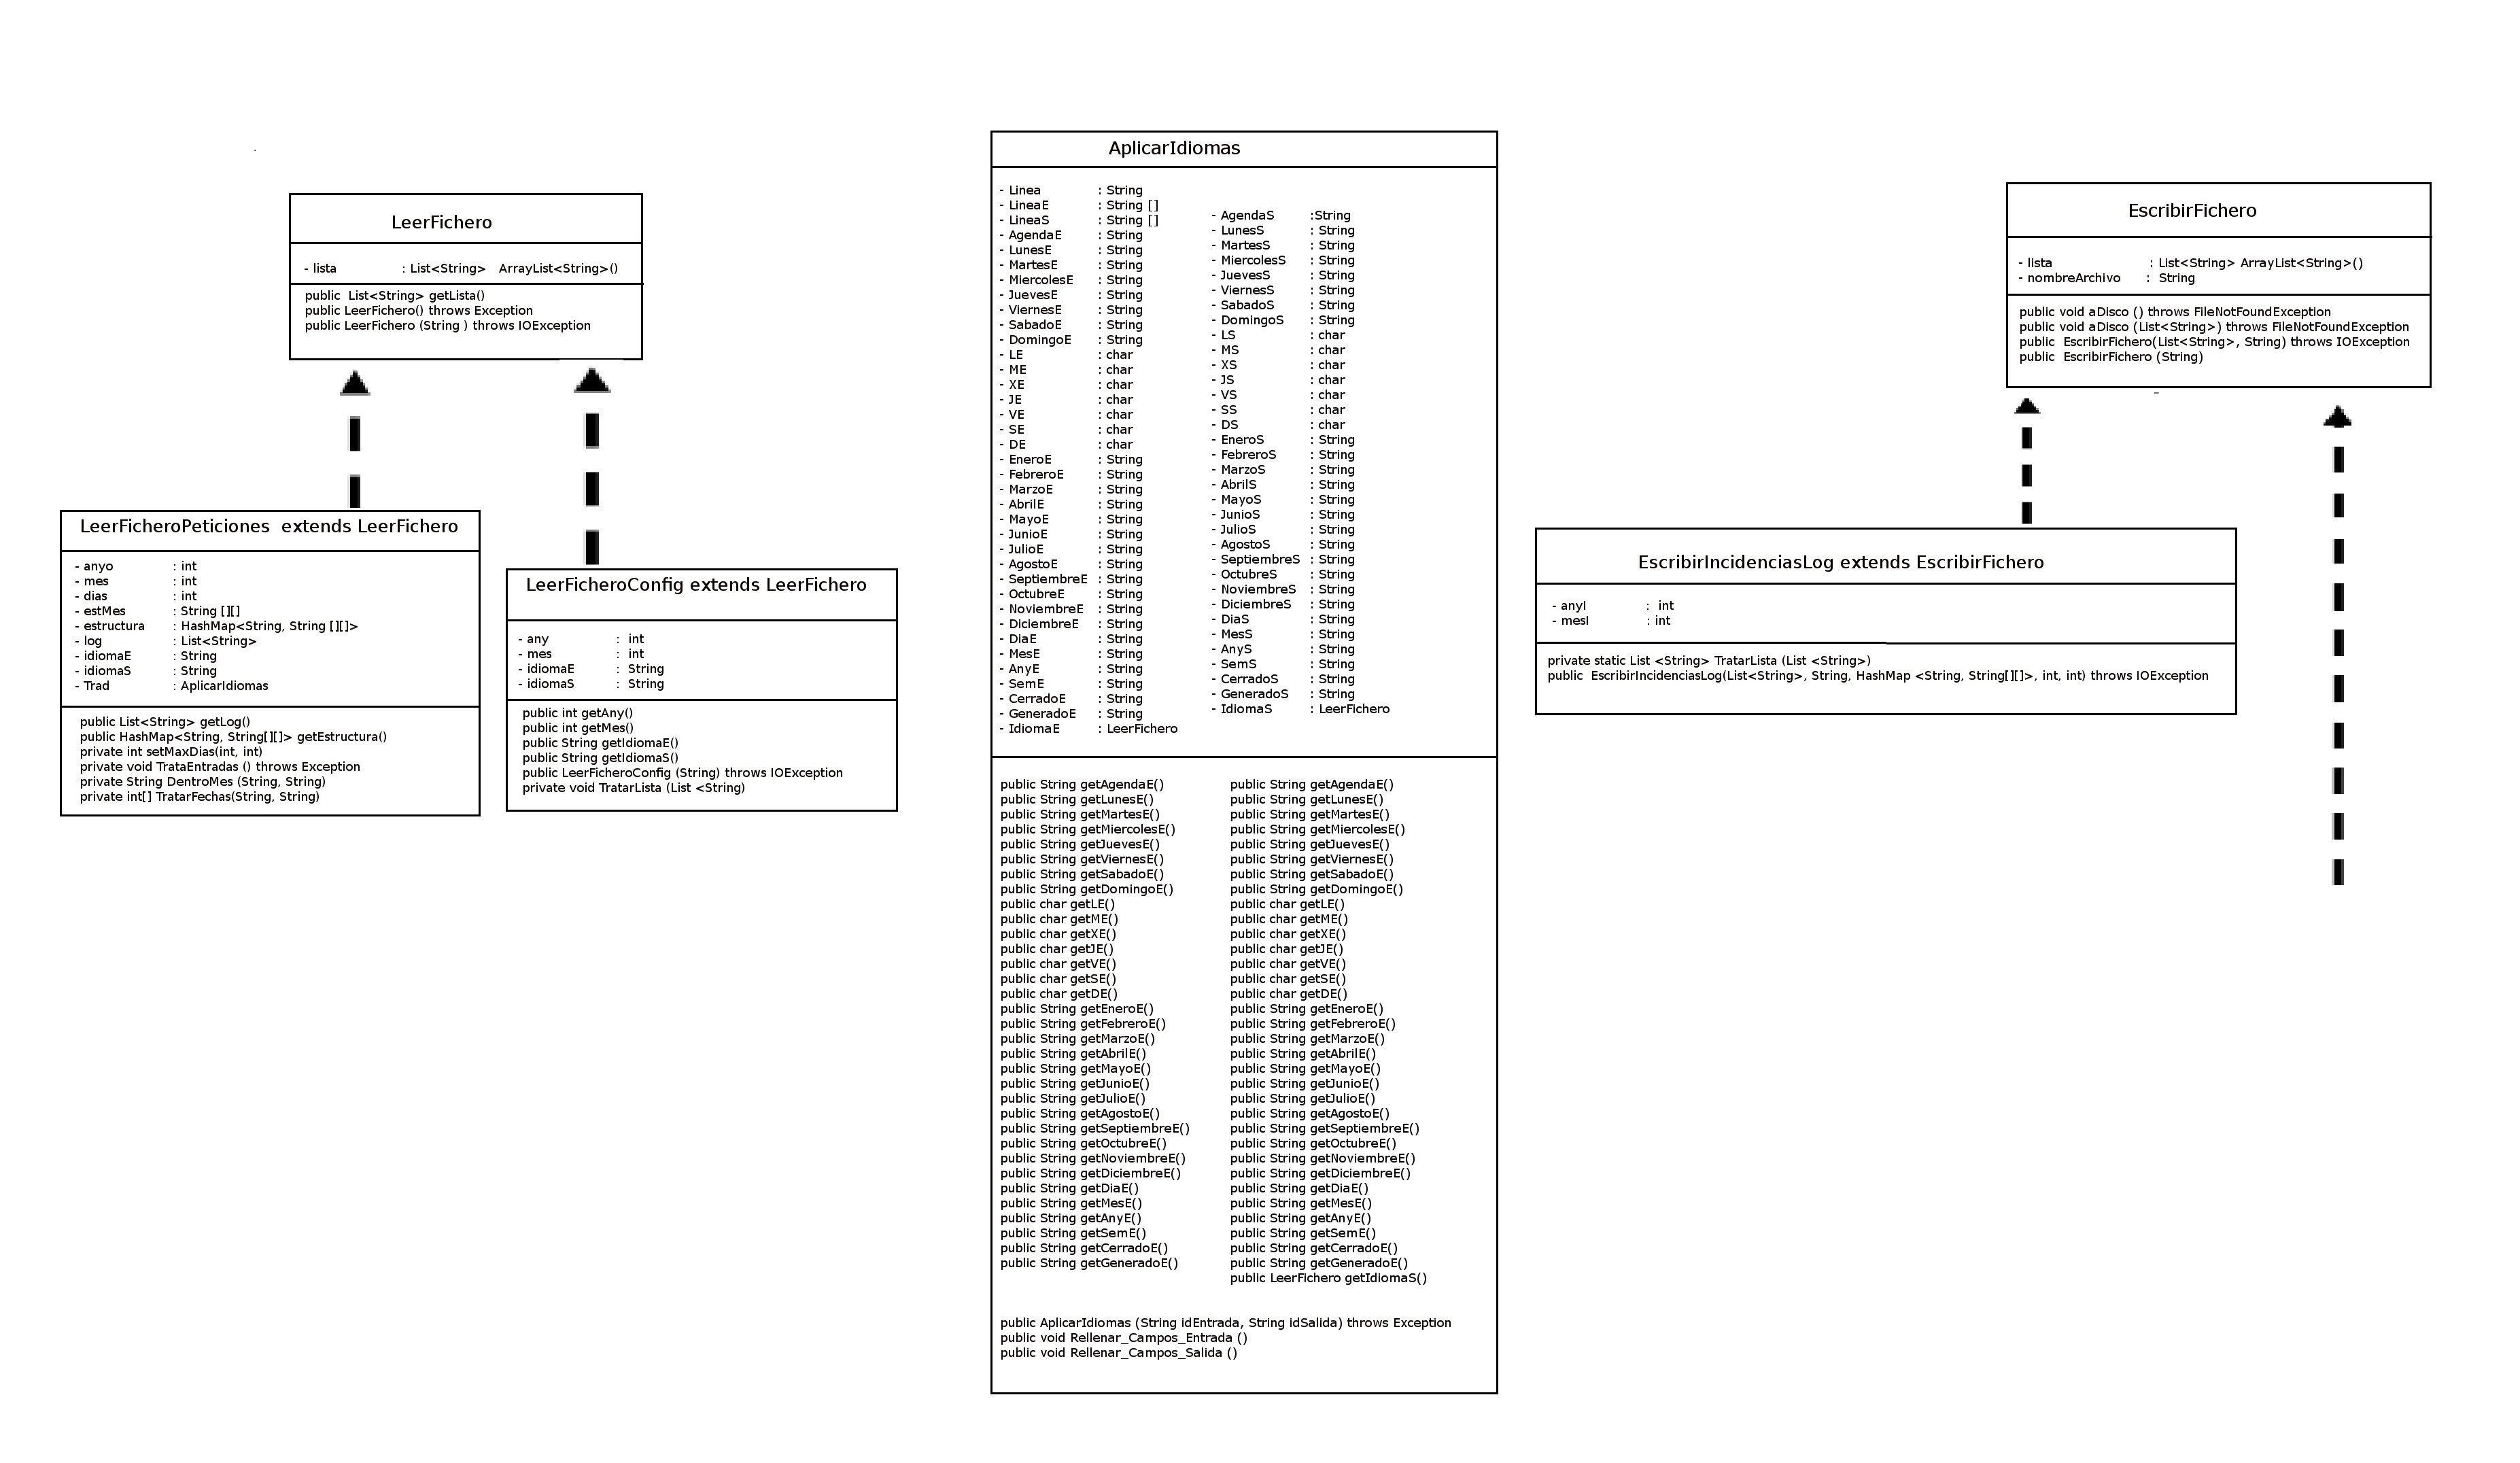 LeerFichero
- lista : List<String> ArrayList<String>()
public List<String> getLista()
public LeerFichero() throws Exception
public LeerFichero (String ) throws IOException
LeerFicheroPeticiones extends LeerFichero
- anyo : int
- mes : int
- dias : int
- estMes : String [][]
- estructura : HashMap<String, String [][]>
- log : List<String>
- idiomaE : String
- idiomaS : String
- Trad : AplicarIdiomas
public List<String> getLog()
public HashMap<String, String[][]> getEstructura()
private int setMaxDias(int, int)
private void TrataEntradas () throws Exception
private String DentroMes (String, String)
private int[] TratarFechas(String, String)
LeerFicheroConfig extends LeerFichero
- any : int
- mes : int
- idiomaE : String
- idiomaS : String
public int getAny()
public int getMes()
public String getIdiomaE()
public String getIdiomaS()
public LeerFicheroConfig (String) throws IOException
private void TratarLista (List <String)
AplicarIdiomas
- Linea : String
- LineaE : String []
- LineaS : String []
- AgendaE : String
- LunesE : String
- MartesE : String
- MiercolesE : String
- JuevesE : String
- ViernesE : String
- SabadoE : String
- DomingoE : String
- LE : char
- ME : char
- XE : char
- JE : char
- VE : char
- SE : char
- DE : char
- EneroE : String
- FebreroE : String
- MarzoE : String
- AbrilE : String
- MayoE : String
- JunioE : String
- JulioE : String
- AgostoE : String
- SeptiembreE : String
- OctubreE : String
- NoviembreE : String
- DiciembreE : String
- DiaE : String
- MesE : String
- AnyE : String
- SemE : String
- CerradoE : String
- GeneradoE : String
- IdiomaE : LeerFichero
- AgendaS :String
- LunesS : String
- MartesS : String
- MiercolesS : String
- JuevesS : String
- ViernesS : String
- SabadoS : String
- DomingoS : String
- LS : char
- MS : char
- XS : char
- JS : char
- VS : char
- SS : char
- DS : char
- EneroS : String
- FebreroS : String
- MarzoS : String
- AbrilS : String
- MayoS : String
- JunioS : String
- JulioS : String
- AgostoS : String
- SeptiembreS : String
- OctubreS : String
- NoviembreS : String
- DiciembreS : String
- DiaS : String
- MesS : String
- AnyS : String
- SemS : String
- CerradoS : String
- GeneradoS : String
- IdiomaS : LeerFichero
public String getAgendaE()
public String getLunesE()
public String getMartesE()
public String getMiercolesE()
public String getJuevesE()
public String getViernesE()
public String getSabadoE()
public String getDomingoE()
public char getLE()
public char getME()
public char getXE()
public char getJE()
public char getVE()
public char getSE()
public char getDE()
public String getEneroE()
public String getFebreroE()
public String getMarzoE()
public String getAbrilE()
public String getMayoE()
public String getJunioE()
public String getJulioE()
public String getAgostoE()
public String getSeptiembreE()
public String getOctubreE()
public String getNoviembreE()
public String getDiciembreE()
public String getDiaE()
public String getMesE()
public String getAnyE()
public String getSemE()
public String getCerradoE()
public String getGeneradoE()
public String getAgendaE()
public String getLunesE()
public String getMartesE()
public String getMiercolesE()
public String getJuevesE()
public String getViernesE()
public String getSabadoE()
public String getDomingoE()
public char getLE()
public char getME()
public char getXE()
public char getJE()
public char getVE()
public char getSE()
public char getDE()
public String getEneroE()
public String getFebreroE()
public String getMarzoE()
public String getAbrilE()
public String getMayoE()
public String getJunioE()
public String getJulioE()
public String getAgostoE()
public String getSeptiembreE()
public String getOctubreE()
public String getNoviembreE()
public String getDiciembreE()
public String getDiaE()
public String getMesE()
public String getAnyE()
public String getSemE()
public String getCerradoE()
public String getGeneradoE()
public LeerFichero getIdiomaS()
public AplicarIdiomas (String idEntrada, String idSalida) throws Exception
public void Rellenar_Campos_Entrada ()
public void Rellenar_Campos_Salida ()
EscribirFichero
- lista : List<String> ArrayList<String>()
- nombreArchivo : String
public void aDisco () throws FileNotFoundException
public void aDisco (List<String>) throws FileNotFoundException
public EscribirFichero(List<String>, String) throws IOException
public EscribirFichero (String)
EscribirIncidenciasLog extends EscribirFichero
- anyI : int
- mesI : int
private static List <String> TratarLista (List <String>)
public EscribirIncidenciasLog(List<String>, String, HashMap <String, String[][]>, int, int) throws IOException